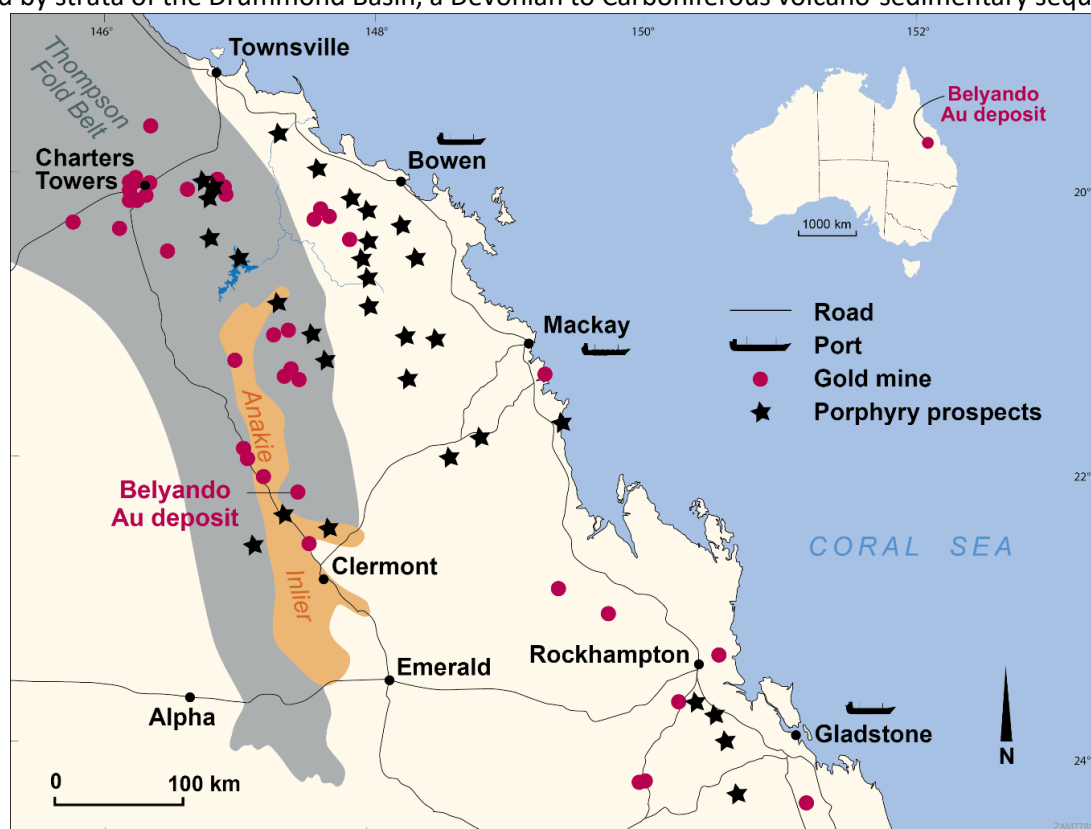 d by strata of the Drummond Basin, a Devonian to Carboniferous volcano-sedimentary sequ
146°
148°
150°
152°
Thompson
Fold Belt
Townsville
Charters
Towers
Bowen
Belyando
Au deposit
20°
1000 km
Mackay
Road
Port
Gold mine
Porphyry prospects
Anakie
Belyando
Au deposit
22°
CORAL SEA
Clermont
Inlier
Rockhampton
Emerald
Alpha
Gladstone
N
24°
0 100 km